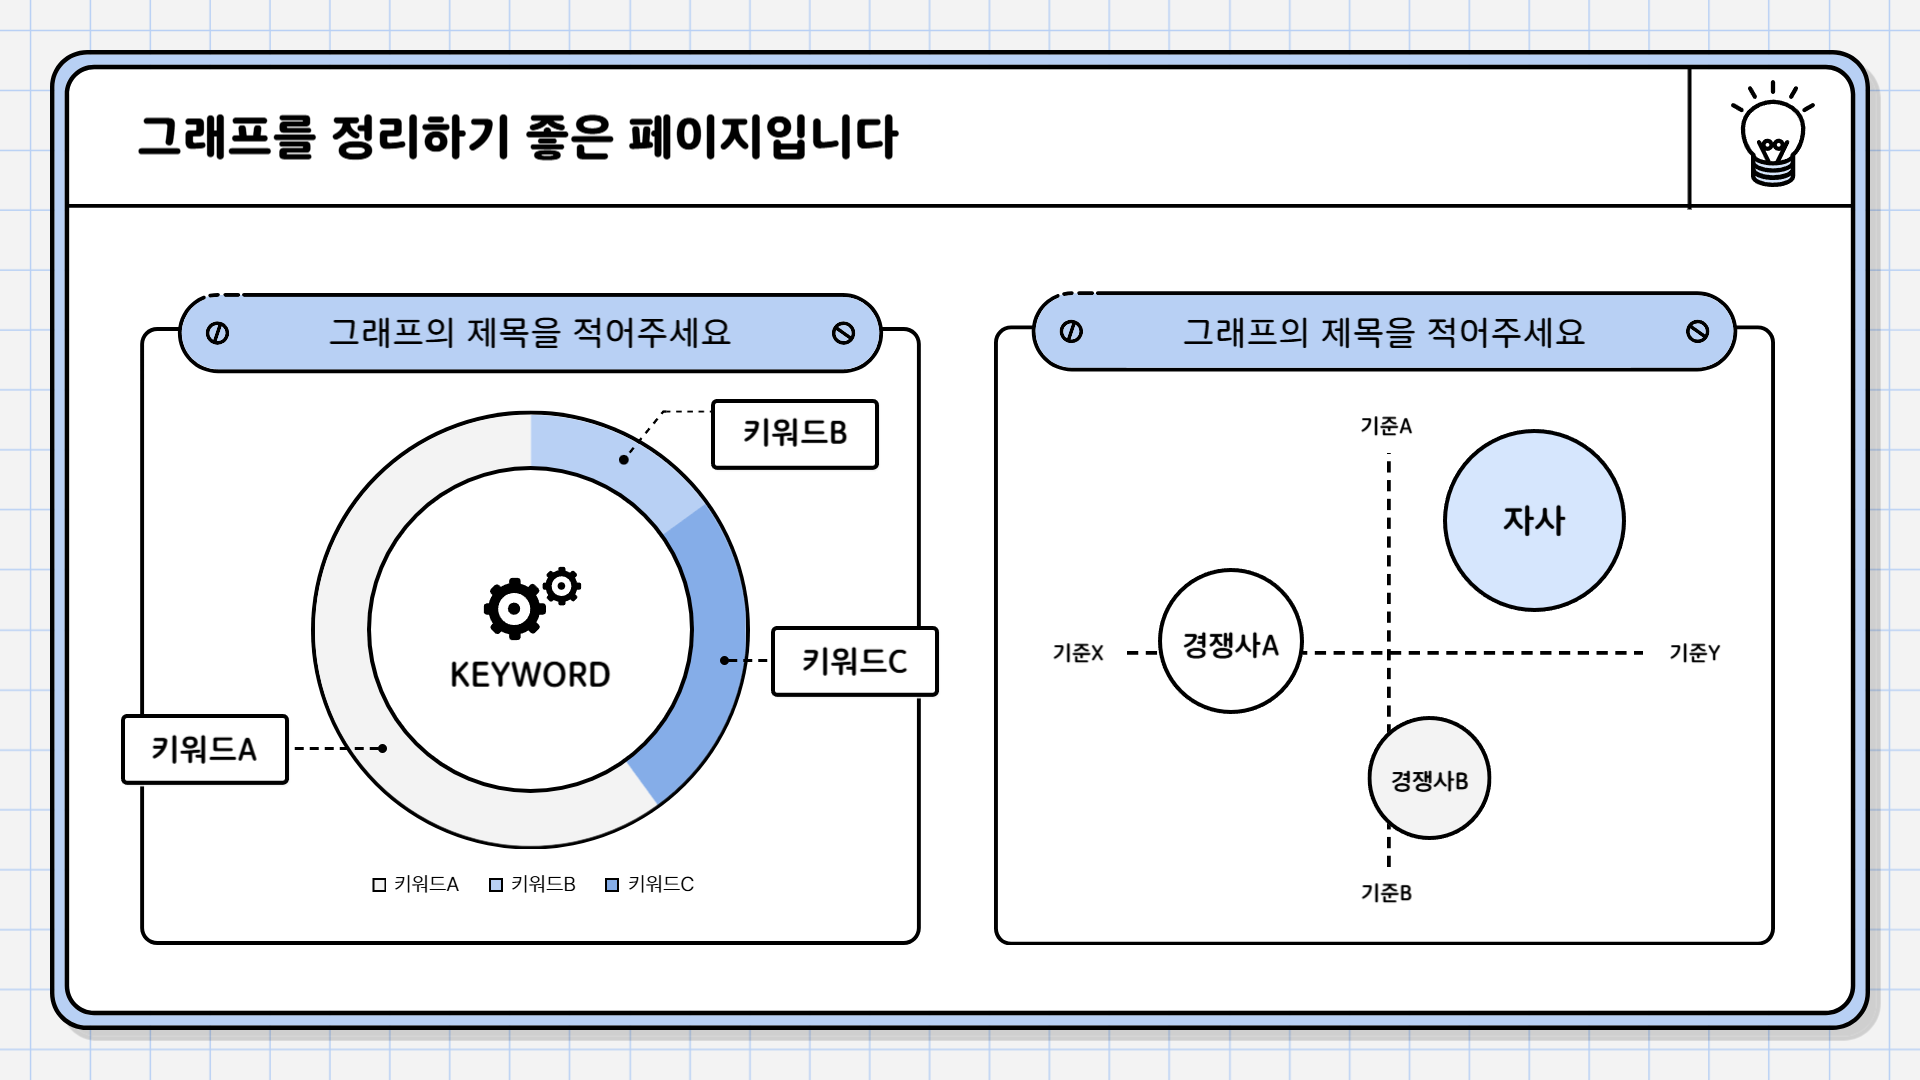 그래프를 정리하기 좋은 페이지입니다
그래프의 제목을 적어주세요
키워드B
KEYWORD
키워드C
키워드A
키워드A
키워드B
키워드C
그래프의 제목을 적어주세요
기준A
자사
기준X
경쟁사A
기준Y
경쟁사B
기준B